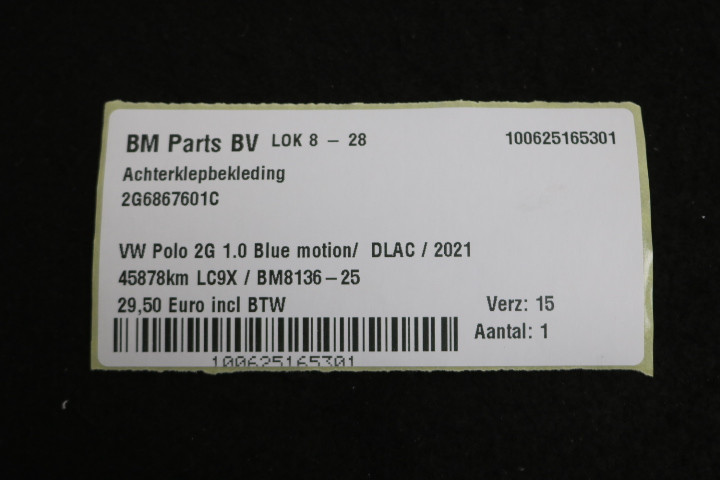 BM Parts BV LOK 8 - 28 100625165301
Achterklepbekleding
2G6867601C
VW Polo 2G 1.0 Blue motion/ DLAC / 2021
45878km LC9X / BM8136-25
29,50 Euro incl BTW Verz: 15
Aantal: 1
100625165301